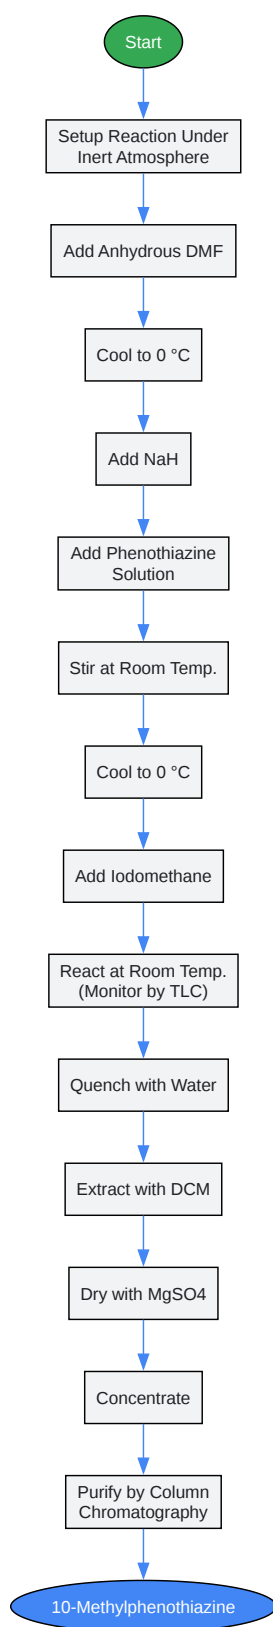 Start
Setup Reaction Under
Inert Atmosphere
Add Anhydrous DMF
Cool to 0 °C
Add NaH
Add Phenothiazine
Solution
Stir at Room Temp.
Cool to 0 °C
Add Iodomethane
React at Room Temp.
(Monitor by TLC)
Quench with Water
Extract with DCM
Dry with MgSO4
Concentrate
Purify by Column
Chromatography
10-Methylphenothiazine